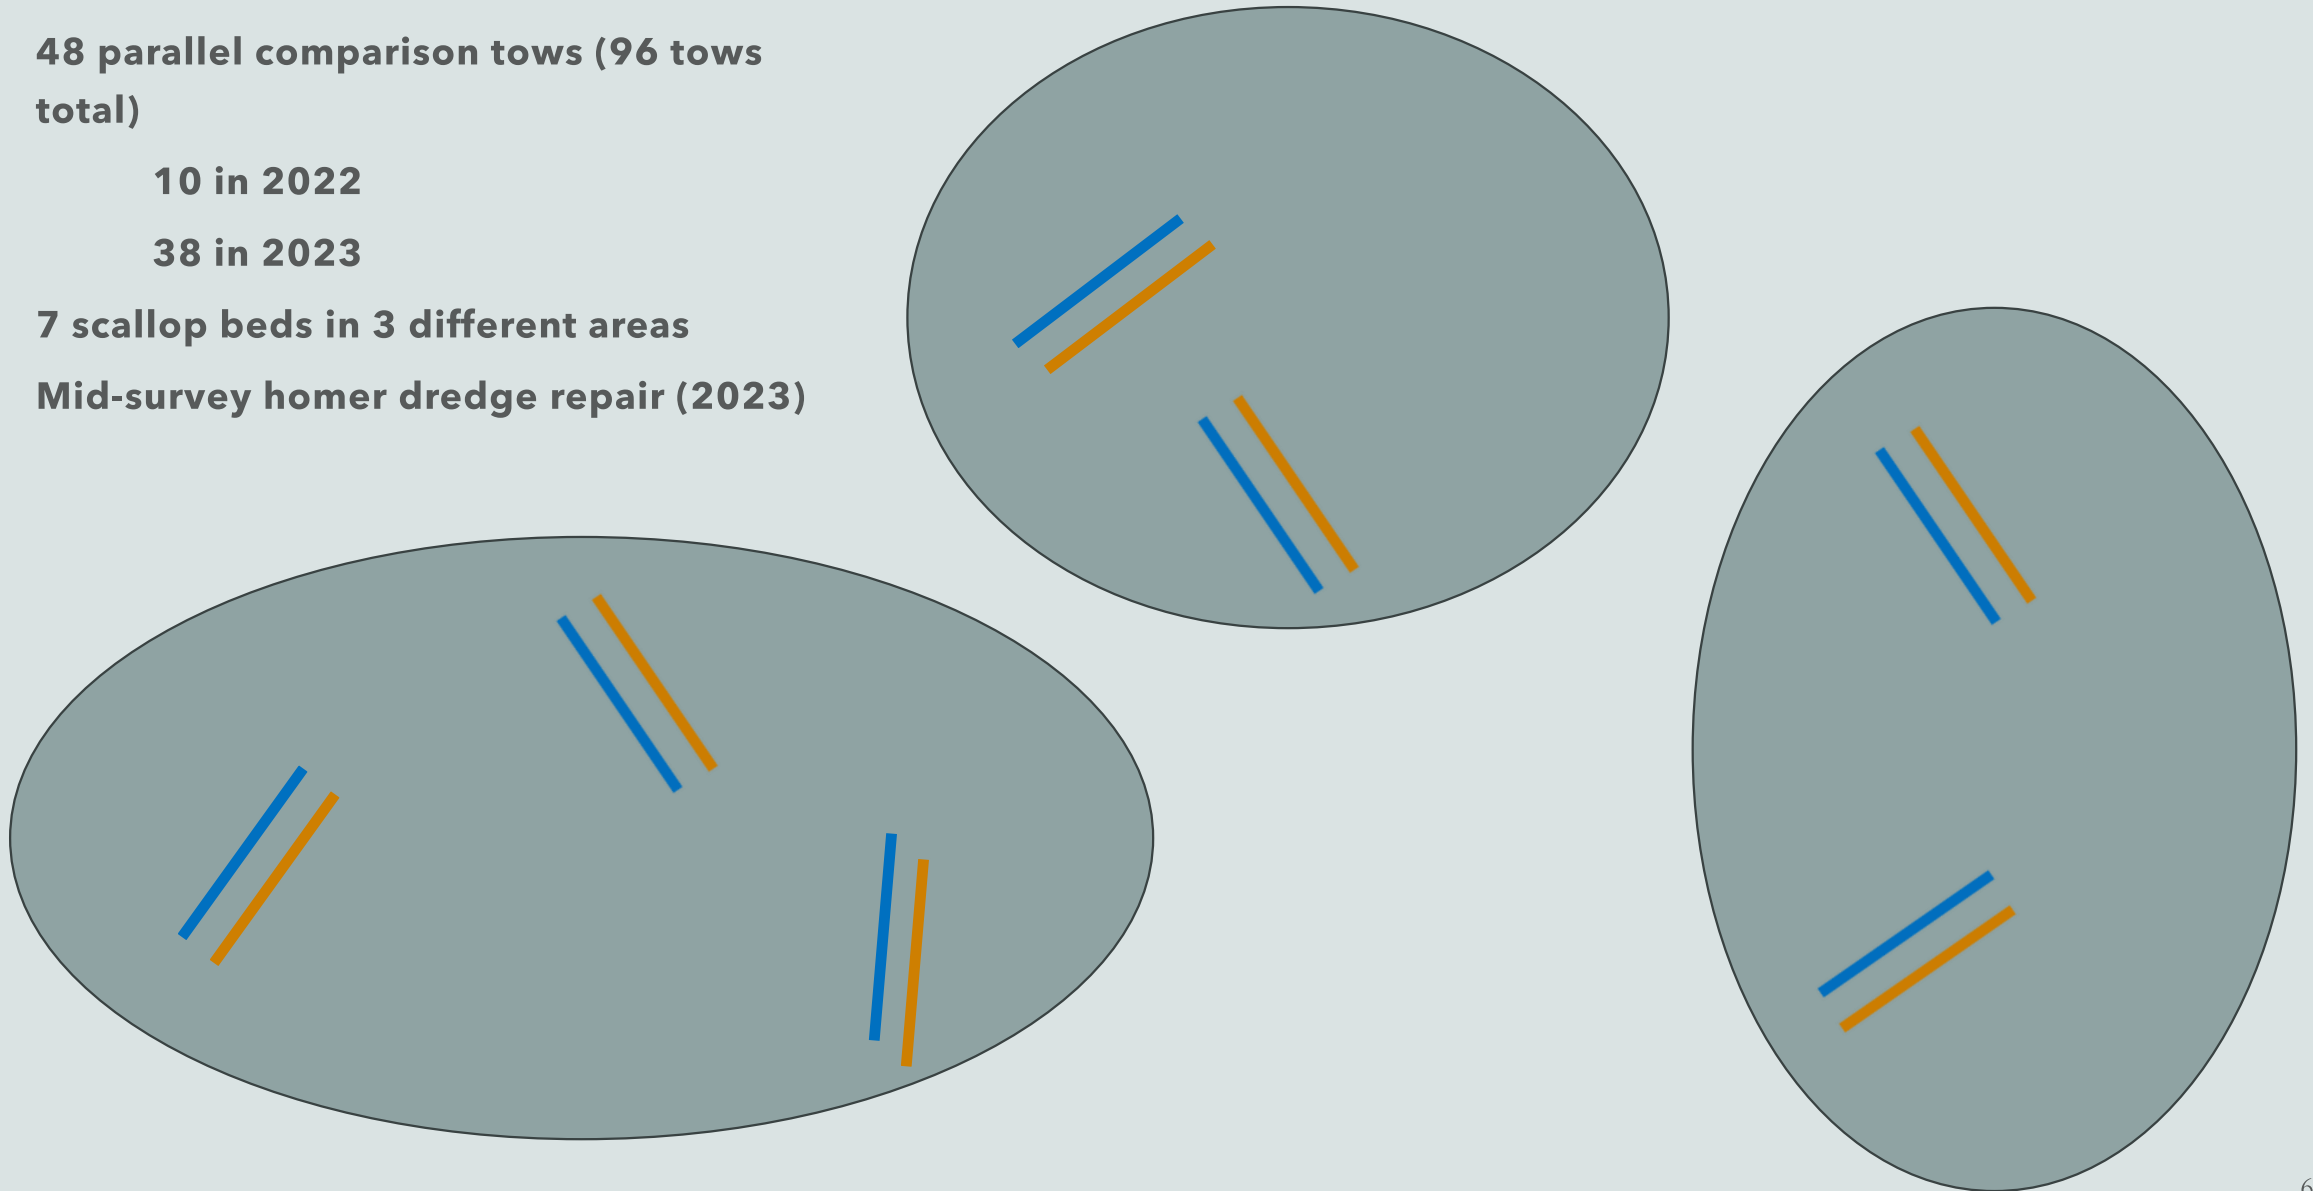 48 parallel comparison tows (96 tows
total)
10 in 2022
38 in 2023
7 scallop beds in 3 different areas
Mid-survey homer dredge repair (2023)
6